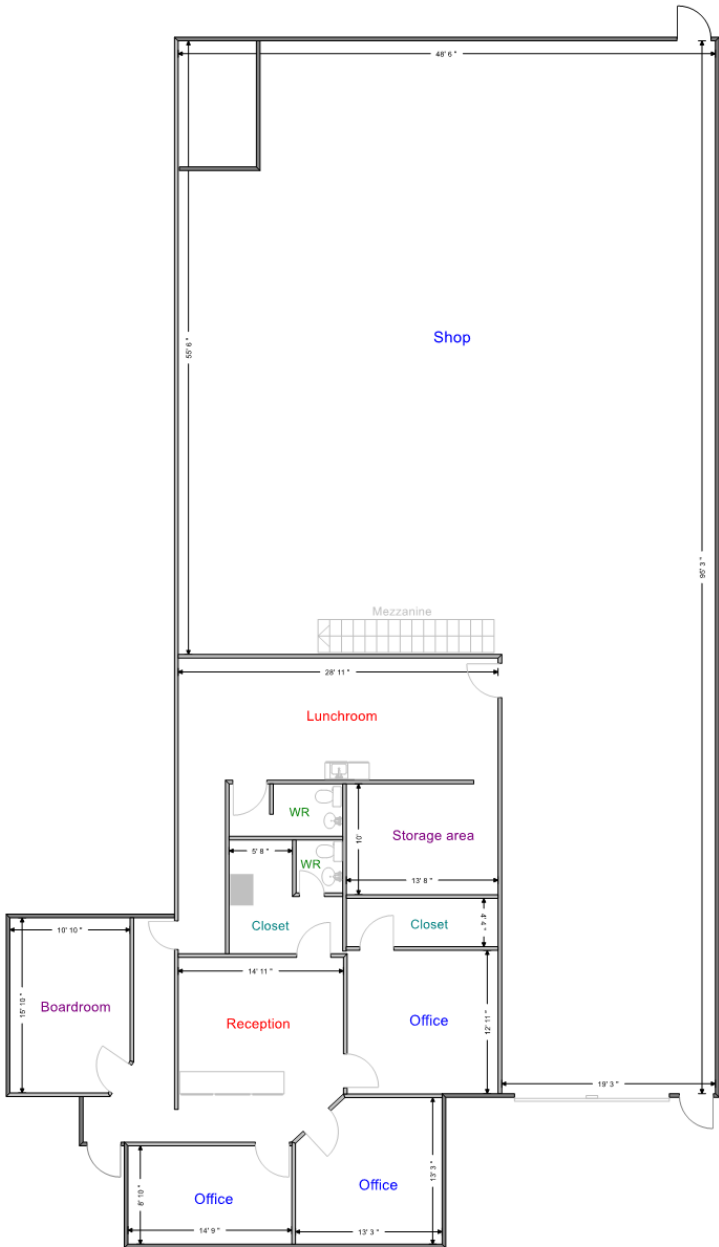 48' 6 "
Shop
55' 6 "
95' 3 "
Mezzanine
28' 11 "
Lunchroom
WR
Storage area
10'
13' 8 "
5' 8 "
WR
Closet
Closet
4' 4 "
10' 10 "
15' 10 "
Boardroom
14' 11 "
Reception
Office
12' 11 "
19' 3 "
8' 10 "
Office
14' 9 "
Office
13' 3 "
13' 3 "